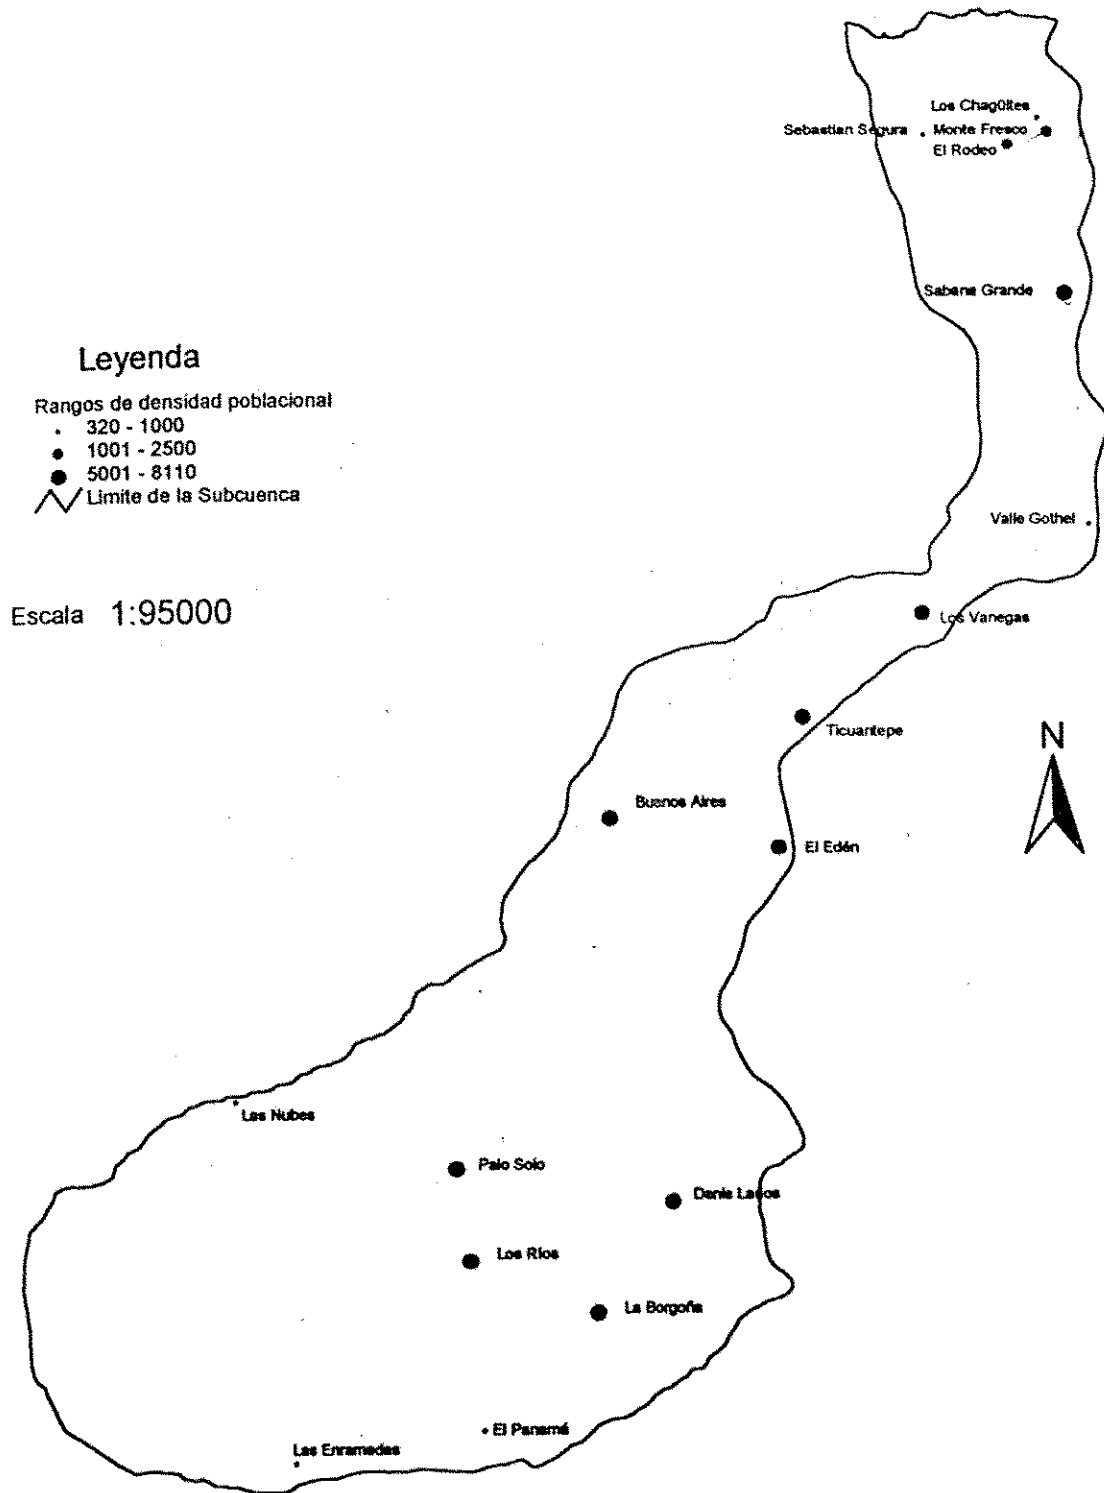 Los Chagüites
Sebastian Segura
Monte Fresco
El Rodeo
Sabana Grande
Leyenda
Rangos de densidad poblacional
320 - 1000
1001 - 2500
5001 - 8110
Limite de la Subcuenca
Valle Gothel
Escala 1:95000
Los Vanegas
Ticuantepe
N
Buenos Aires
El Edén
Las Nubes
Palo Solo
Denis Lagos
Los Ríos
La Borgoña
El Panamá
Las Enramadas